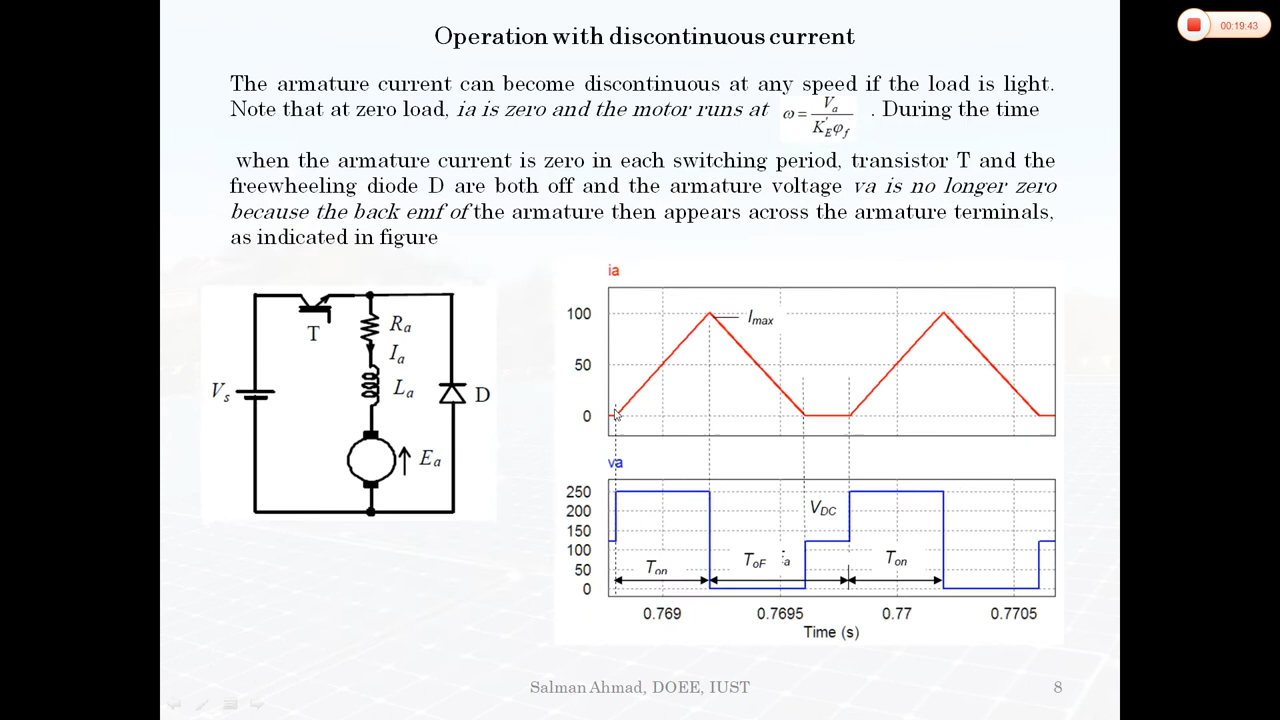 00:19:43
Operation with discontinuous current
The armature current can become discontinuous at any speed if the load is light.
Note that at zero load, ia is zero and the motor runs at ω = Va / K'Eφf . During the time
when the armature current is zero in each switching period, transistor T and the
freewheeling diode D are both off and the armature voltage va is no longer zero
because the back emf of the armature then appears across the armature terminals,
as indicated in figure
T
Ra
Ia
Vs
La
D
Ea
ia
100
Imax
50
0
va
250
200
VDC
150
100
Ton
ToF
a
Ton
50
0
0.769
0.7695
0.77
0.7705
Time (s)
Salman Ahmad, DOEE, IUST
8